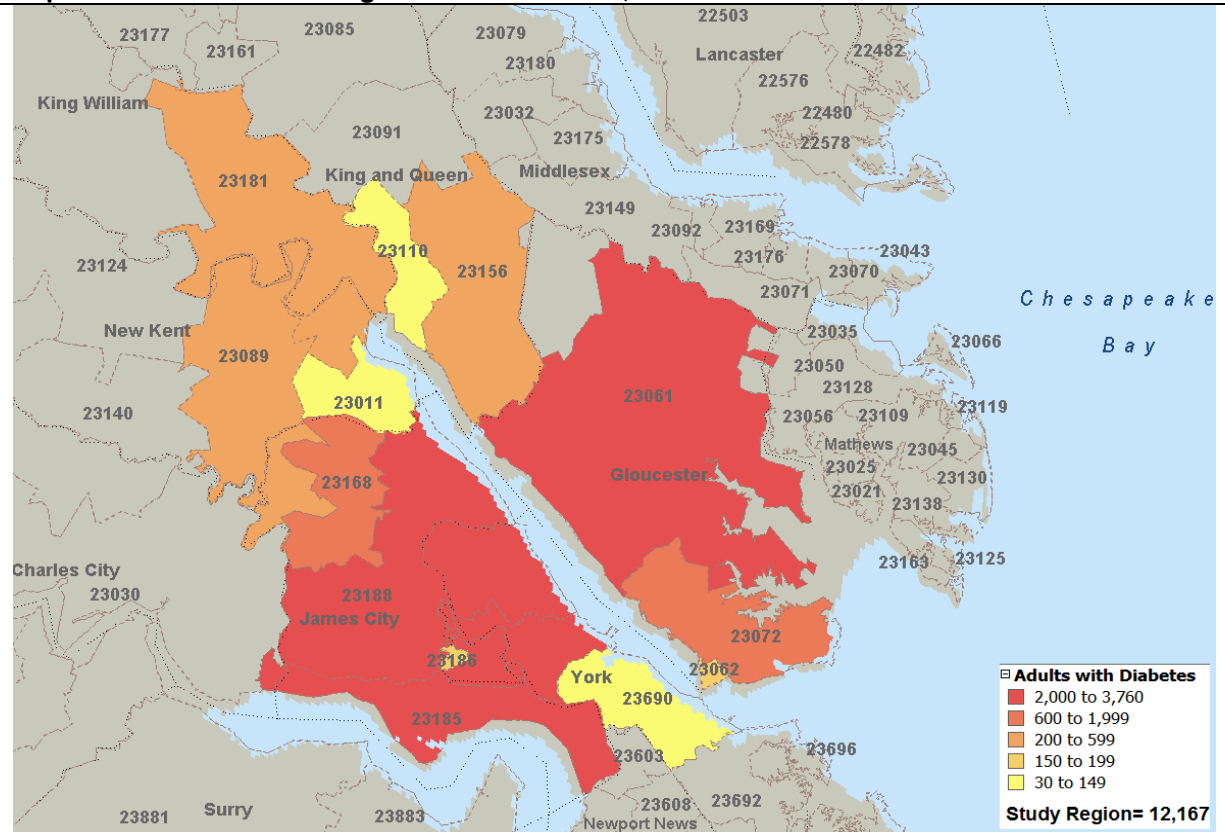 22503
23177
23085
23079
23161
Lancaster
22482
23180
22576
King William
23032
22480
23091
23175
22578
King and Queen
Middlesex
23181
23149
23169
23092
23110
23043
23176
23124
23156
23070
23071
Chesapeake
New Kent
23035
23066
Bay
23089
23050
23128
23061
23011
23119
23140
23056
23109
Mathews
23045
23025
Gloucester
23130
23168
23021
23138
23163
23125
Charles City
23030
23188
James City
23072
23186
23062
York
Adults with Diabetes
23690
2,000 to 3,760
23185
600 to 1,999
200 to 599
23603
23696
150 to 199
30 to 149
23608
23692
Surry
23881
23883
Newport News
Study Region= 12,167